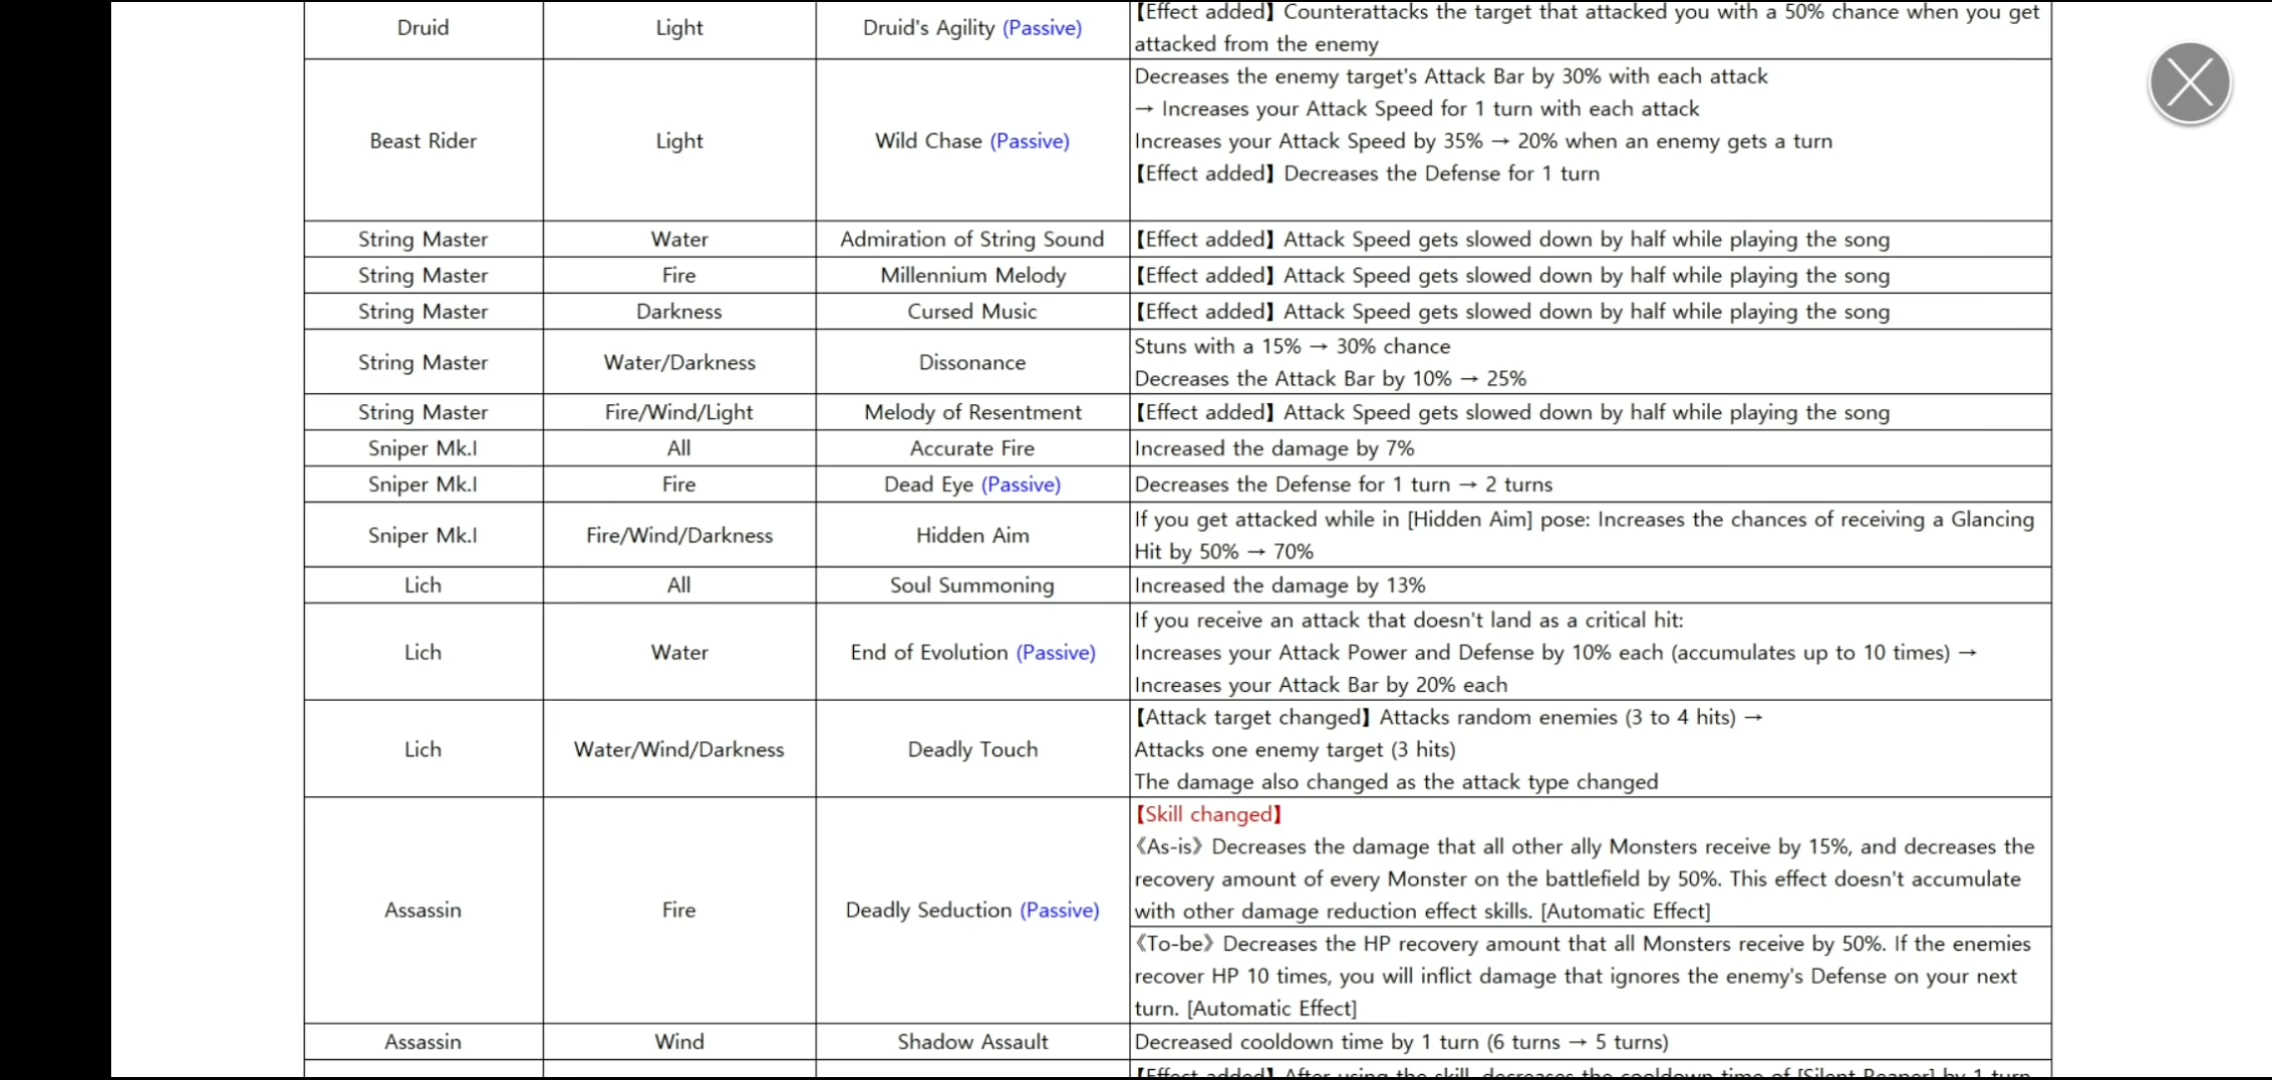 Druid Light Druid's Agility (Passive) 【Effect added】 Counterattacks the target that attacked you with a 50% chance when you get
attacked from the enemy
Beast Rider Light Wild Chase (Passive) Decreases the enemy target's Attack Bar by 30% with each attack
→ Increases your Attack Speed for 1 turn with each attack
Increases your Attack Speed by 35% → 20% when an enemy gets a turn
【Effect added】 Decreases the Defense for 1 turn
String Master Water Admiration of String Sound 【Effect added】 Attack Speed gets slowed down by half while playing the song
String Master Fire Millennium Melody 【Effect added】 Attack Speed gets slowed down by half while playing the song
String Master Darkness Cursed Music 【Effect added】 Attack Speed gets slowed down by half while playing the song
String Master Water/Darkness Dissonance Stuns with a 15% → 30% chance
Decreases the Attack Bar by 10% → 25%
String Master Fire/Wind/Light Melody of Resentment 【Effect added】 Attack Speed gets slowed down by half while playing the song
Sniper Mk.I All Accurate Fire Increased the damage by 7%
Sniper Mk.I Fire Dead Eye (Passive) Decreases the Defense for 1 turn → 2 turns
Sniper Mk.I Fire/Wind/Darkness Hidden Aim If you get attacked while in [Hidden Aim] pose: Increases the chances of receiving a Glancing
Hit by 50% → 70%
Lich All Soul Summoning Increased the damage by 13%
Lich Water End of Evolution (Passive) If you receive an attack that doesn't land as a critical hit:
Increases your Attack Power and Defense by 10% each (accumulates up to 10 times) →
Increases your Attack Bar by 20% each
Lich Water/Wind/Darkness Deadly Touch 【Attack target changed】 Attacks random enemies (3 to 4 hits) →
Attacks one enemy target (3 hits)
The damage also changed as the attack type changed
Assassin Fire Deadly Seduction (Passive) 【Skill changed】
《As-is》 Decreases the damage that all other ally Monsters receive by 15%, and decreases the
recovery amount of every Monster on the battlefield by 50%. This effect doesn't accumulate
with other damage reduction effect skills. [Automatic Effect]
《To-be》 Decreases the HP recovery amount that all Monsters receive by 50%. If the enemies
recover HP 10 times, you will inflict damage that ignores the enemy's Defense on your next
turn. [Automatic Effect]
Assassin Wind Shadow Assault Decreased cooldown time by 1 turn (6 turns → 5 turns)
【Effect added】 After using the skill, decreases the cooldown time of [Silent Reaper] by 1 turn